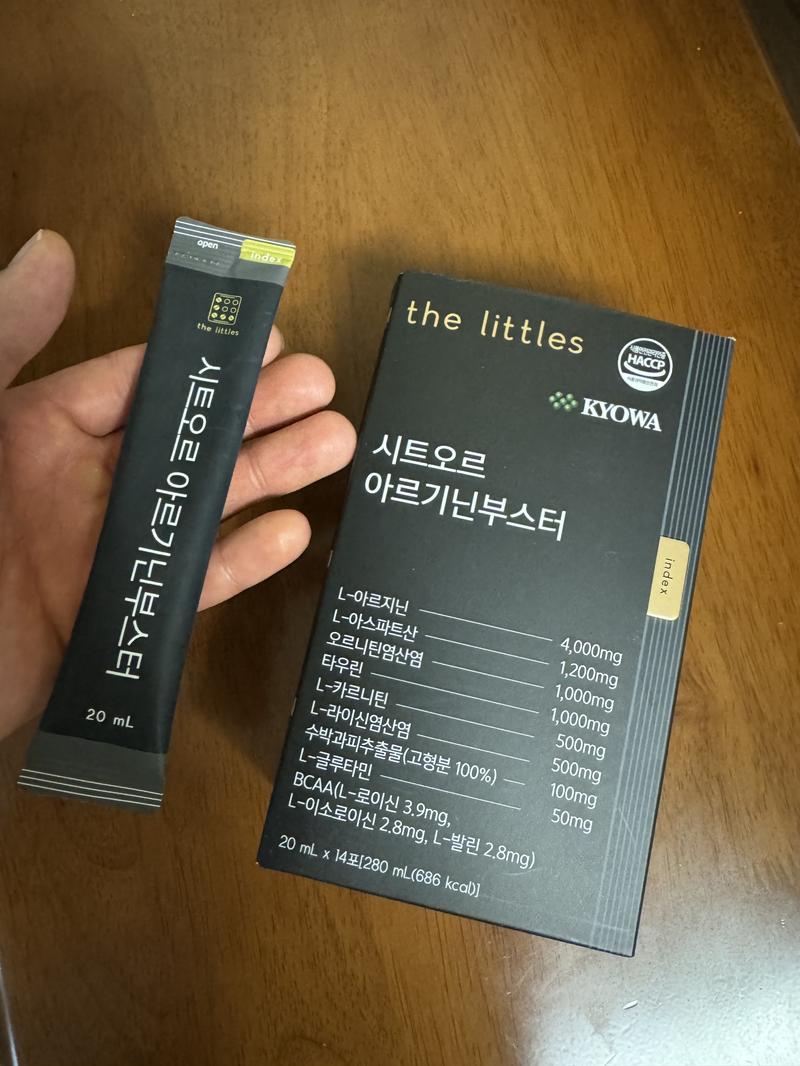 open
index
the littles
시트오르 아르기닌부스터
20 mL
the littles
HACCP
KYOWA
시트오르
아르기닌부스터
index
L-아르지닌 4,000mg
L-아스파트산 1,200mg
오르니틴염산염 1,000mg
타우린 1,000mg
L-카르니틴 500mg
L-라이신염산염 500mg
수박과피추출물(고형분 100%) 100mg
L-글루타민 50mg
BCAA(L-로이신 3.9mg,
L-이소로이신 2.8mg, L-발린 2.8mg)
20 mL x 14포[280 mL(686 kcal)]